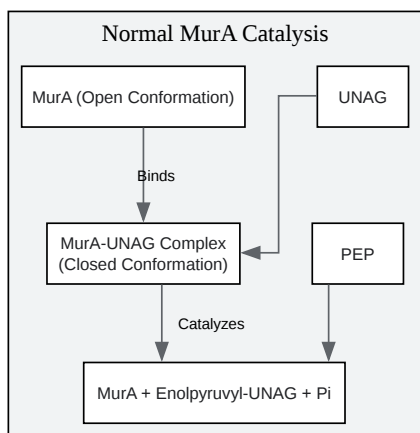 Normal MurA Catalysis
MurA (Open Conformation)
UNAG
Binds
MurA-UNAG Complex
(Closed Conformation)
PEP
Catalyzes
MurA + Enolpyruvyl-UNAG + Pi